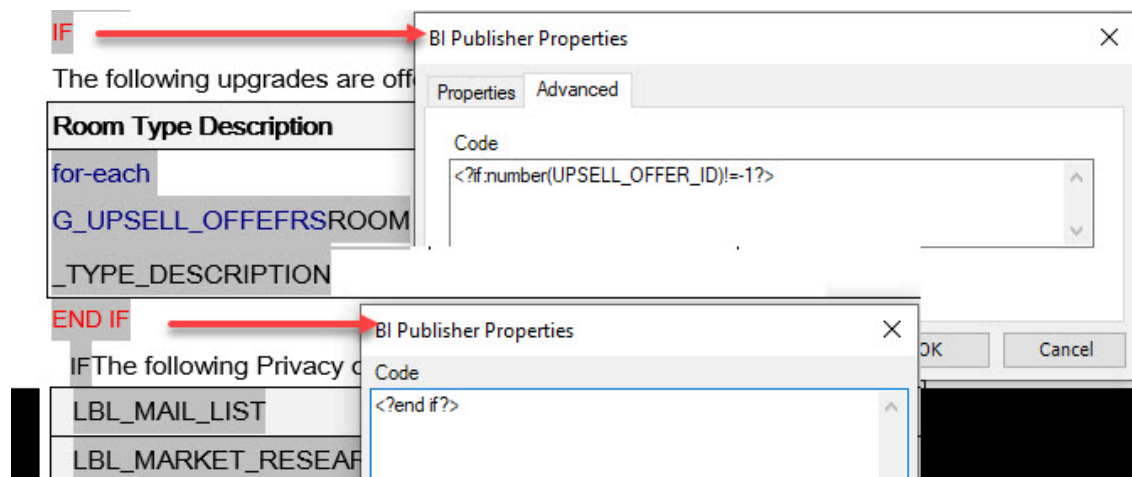 IF
BI Publisher Properties
The following upgrades are off
Properties Advanced
Room Type Description
Code
<?if:number(UPSELL_OFFER_ID)!=-1?>
for-each
G_UPSELL_OFFEFRSROOM
_TYPE_DESCRIPTION
END IF
BI Publisher Properties
OK Cancel
IFThe following Privacy
Code
LBL_MAIL_LIST
<?end if?>
LBL_MARKET_RESEAR